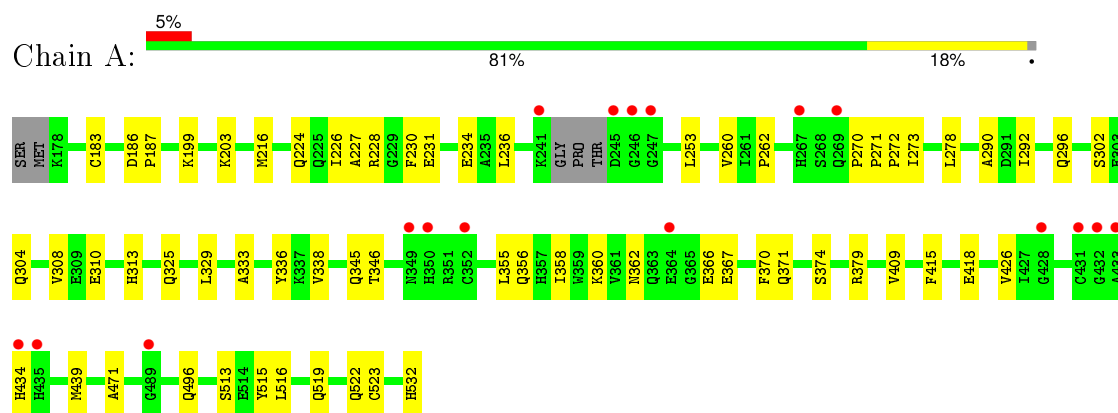 5%
Chain A:
81% 18% •
SER MET K178 C183 D186 P187 K199 K203 M216 Q224 Q225 I226 A227 R228 G229 F230 E231 E234 A235 L236 K241 GLY PRO THR D245 G246 G247 L253 V260 I261 P262 H267 S268 Q269 P270 P271 P272 I273 L278 A290 D291 I292 Q296 S302
Q304 V308 E309 E310 H313 Q325 L329 A333 Y336 K337 V338 Q345 T346 N349 H350 R351 C352 L355 Q356 H357 I358 W359 K360 V361 N362 Q363 E364 G365 E366 E367 F370 Q371 S374 R379 V409 F415 E418 V426 I427 G428 C431 G432
H434 H435 M439 A471 G489 Q496 S513 E514 Y515 L516 Q519 Q522 C523 H532